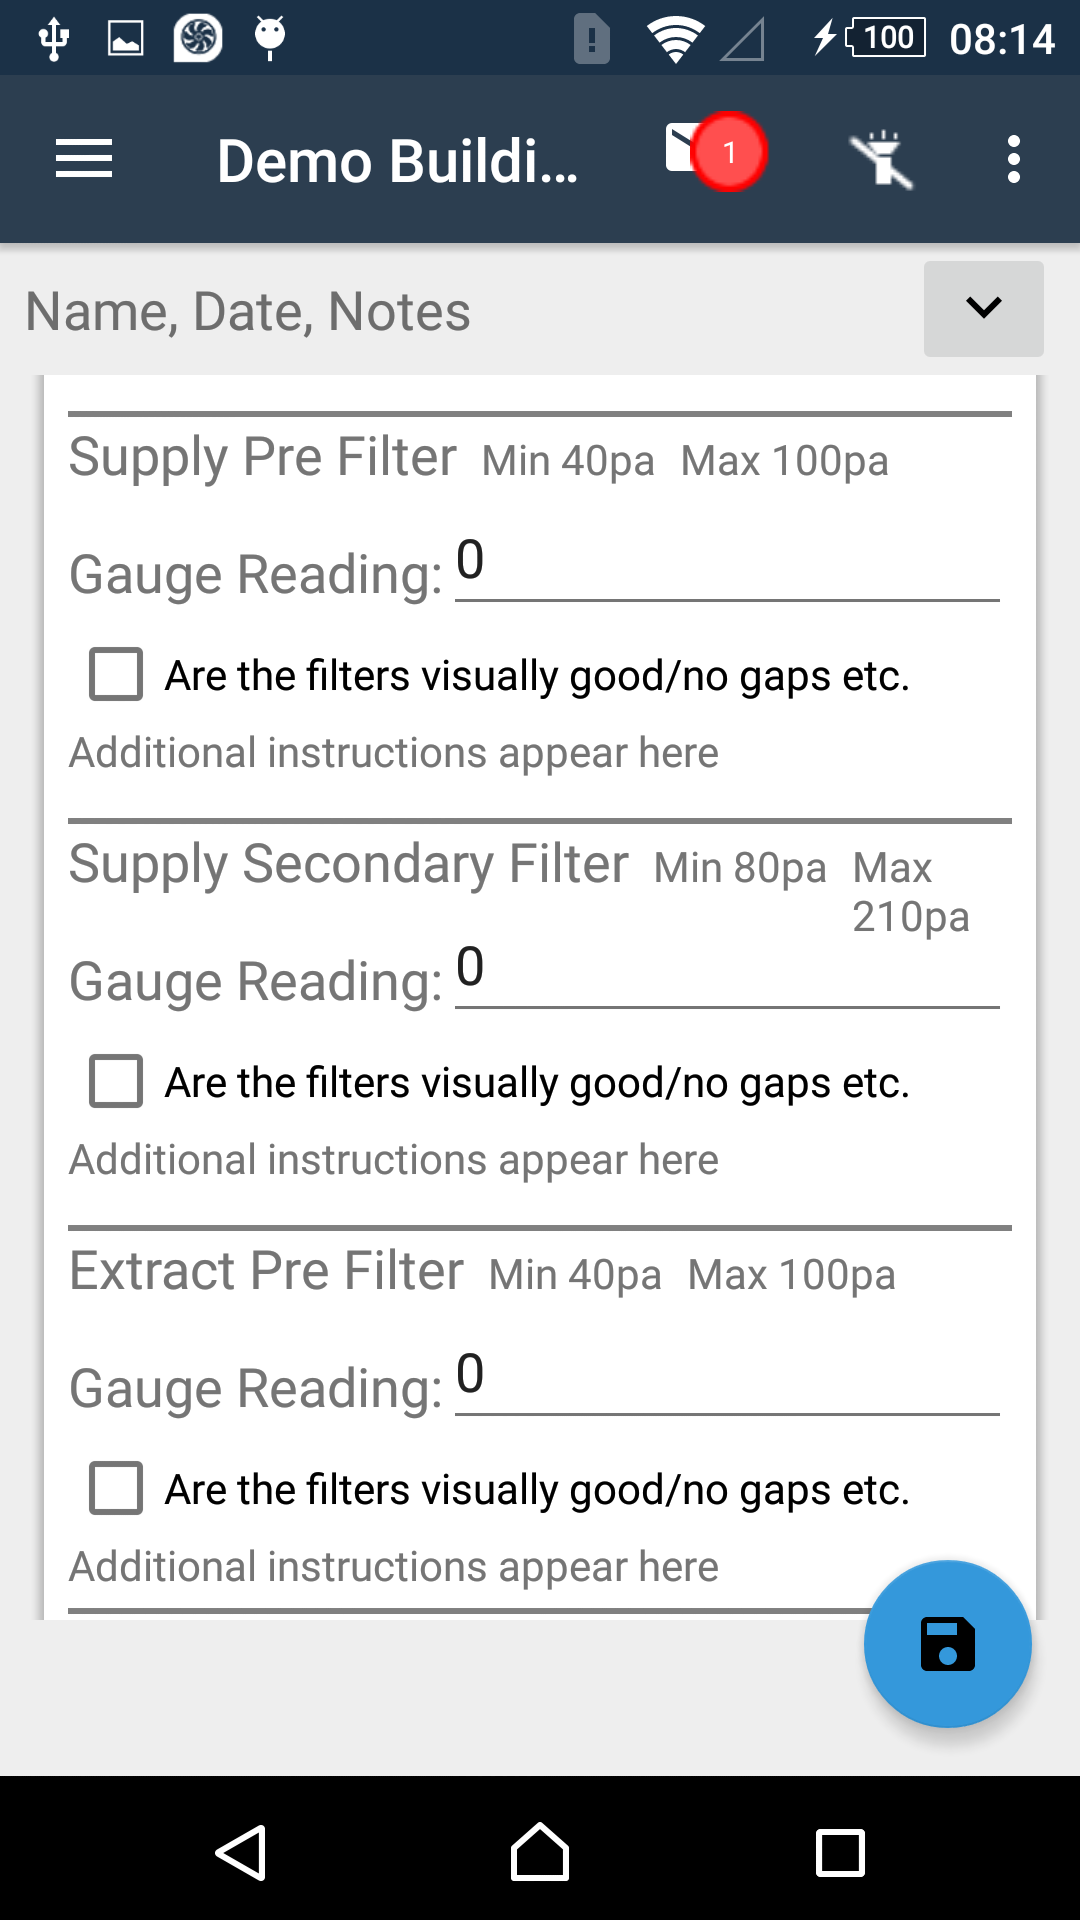 100 08:14
Demo Buildi... 1
Name, Date, Notes
Supply Pre Filter Min 40pa Max 100pa
Gauge Reading: 0
Are the filters visually good/no gaps etc.
Additional instructions appear here
Supply Secondary Filter Min 80pa Max
210pa
Gauge Reading: 0
Are the filters visually good/no gaps etc.
Additional instructions appear here
Extract Pre Filter Min 40pa Max 100pa
Gauge Reading: 0
Are the filters visually good/no gaps etc.
Additional instructions appear here